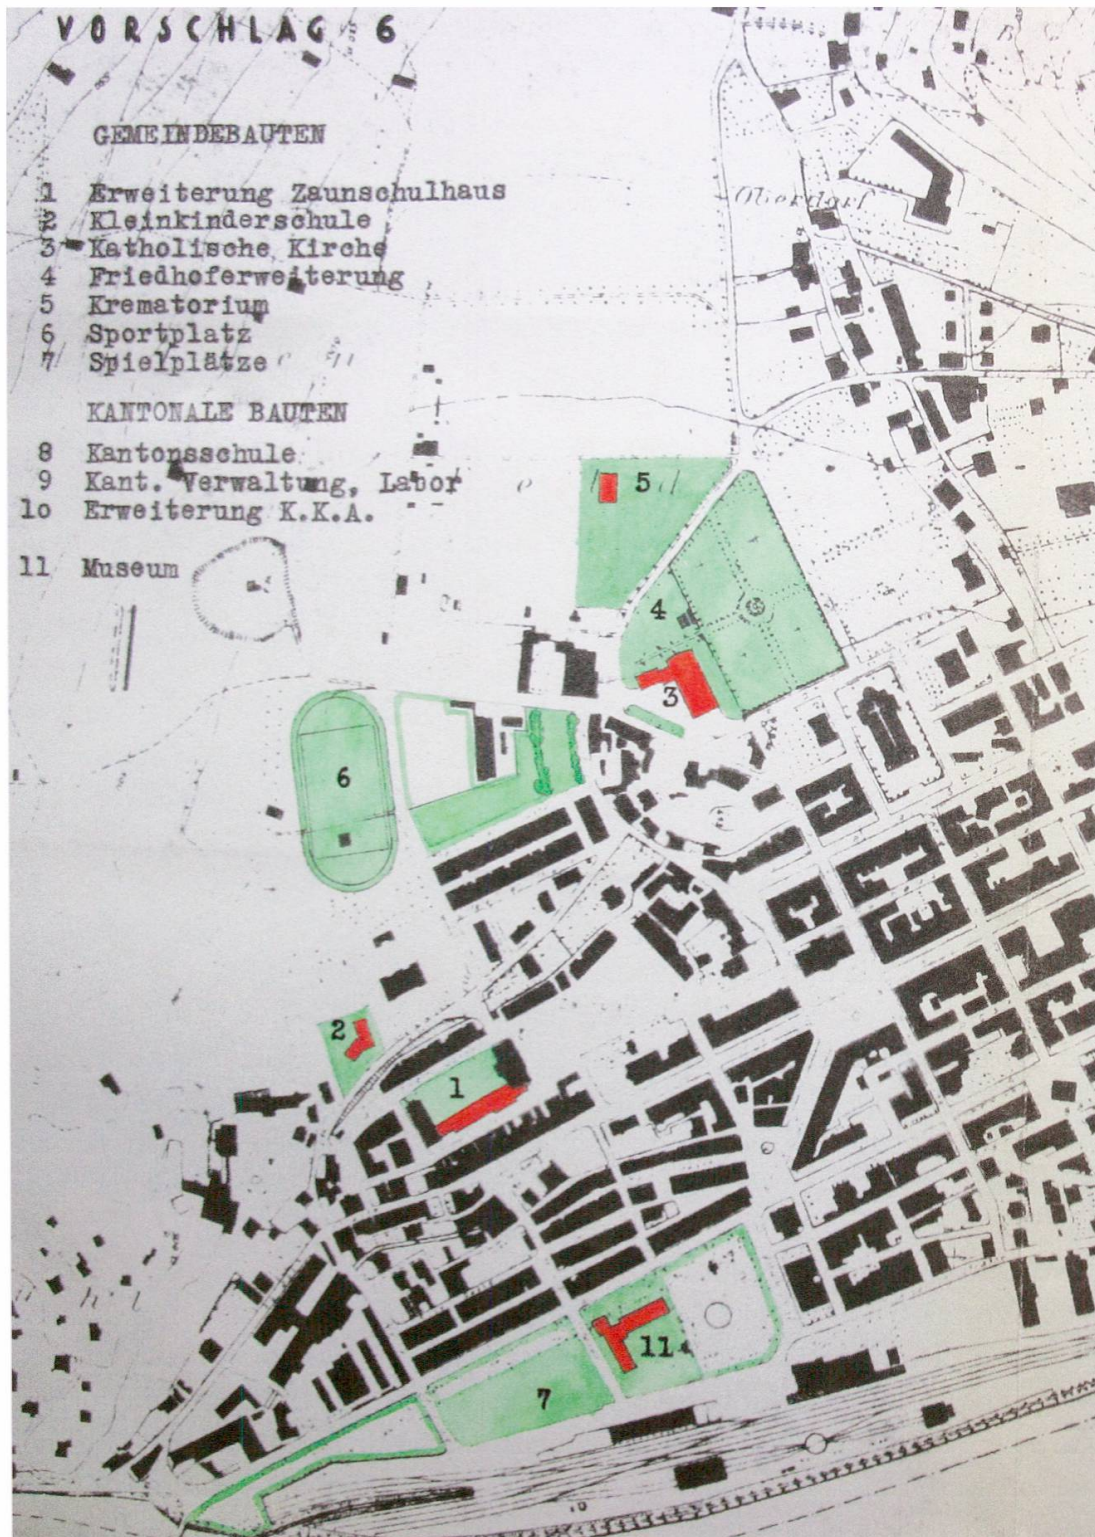 VORSCHLAG 6
GEMEINDEBAUTEN
1 Erweiterung Zaunschulhaus
2 Kleinkinderschule
3 Katholische Kirche
4 Friedhoferweiterung
5 Krematorium
6 Sportplatz
7 Spielplätze
KANTONALE BAUTEN
8 Kantonsschule
9 Kant. Verwaltung, Labor
10 Erweiterung K.K.A.
11 Museum
Oberdorf
5
4
3
6
2
1
11
7